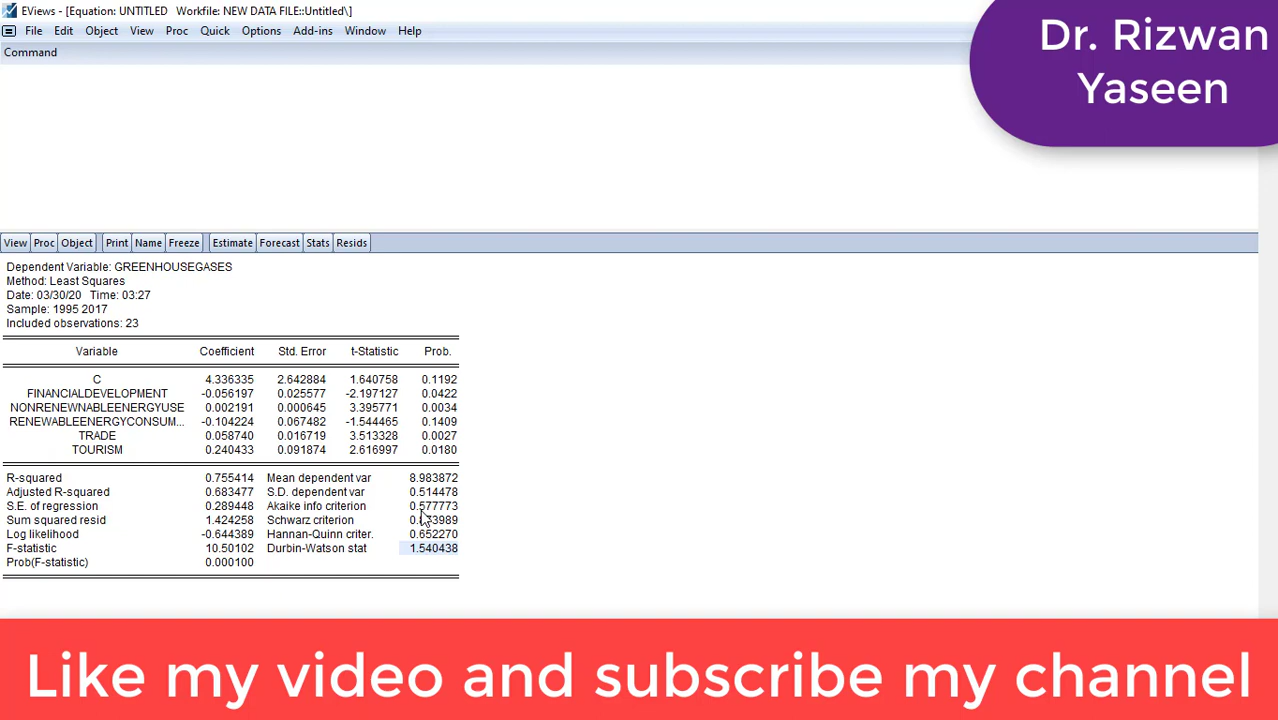 EViews - [Equation: UNTITLED   Workfile: NEW DATA FILE::Untitled\]
File Edit Object View Proc Quick Options Add-ins Window Help
Command
Dr. Rizwan
Yaseen
View Proc Object Print Name Freeze Estimate Forecast Stats Resids
Dependent Variable: GREENHOUSEGASES
Method: Least Squares
Date: 03/30/20   Time: 03:27
Sample: 1995 2017
Included observations: 23
Variable Coefficient Std. Error t-Statistic Prob.
C 4.336335 2.642884 1.640758 0.1192
FINANCIALDEVELOPMENT -0.056197 0.025577 -2.197127 0.0422
NONRENEWNABLEENERGYUSE 0.002191 0.000645 3.395771 0.0034
RENEWABLEENERGYCONSUM... -0.104224 0.067482 -1.544465 0.1409
TRADE 0.058740 0.016719 3.513328 0.0027
TOURISM 0.240433 0.091874 2.616997 0.0180
R-squared 0.755414 Mean dependent var 8.983872
Adjusted R-squared 0.683477 S.D. dependent var 0.514478
S.E. of regression 0.289448 Akaike info criterion 0.577773
Sum squared resid 1.424258 Schwarz criterion
Log likelihood -0.644389 Hannan-Quinn criter. 0.652270
F-statistic 10.50102 Durbin-Watson stat 1.540438
Prob(F-statistic) 0.000100
Like my video and subscribe my channel